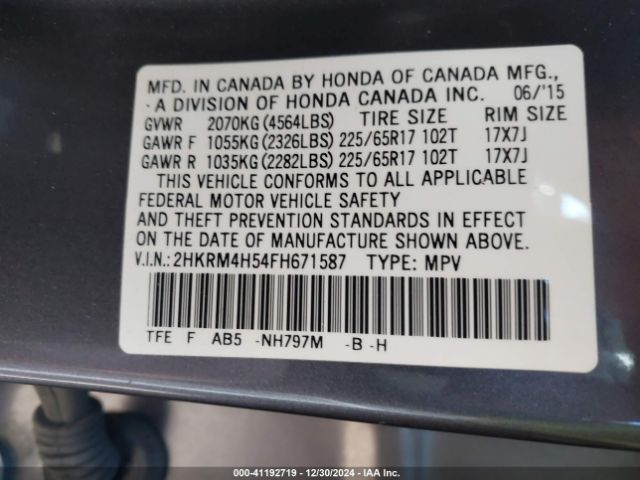 MFD. IN CANADA BY HONDA OF CANADA MFG.,
A DIVISION OF HONDA CANADA INC. 06/'15
GVWR 2070KG (4564LBS) TIRE SIZE RIM SIZE
GAWR F 1055KG (2326LBS) 225/65R17 102T 17X7J
GAWR R 1035KG (2282LBS) 225/65R17 102T 17X7J
THIS VEHICLE CONFORMS TO ALL APPLICABLE
FEDERAL MOTOR VEHICLE SAFETY
AND THEFT PREVENTION STANDARDS IN EFFECT
ON THE DATE OF MANUFACTURE SHOWN ABOVE.
V.I.N.: 2HKRM4H54FH671587 TYPE: MPV
TFE F AB5 -NH797M -B -H
000-41192719 - 12/30/2024 - IAA Inc.